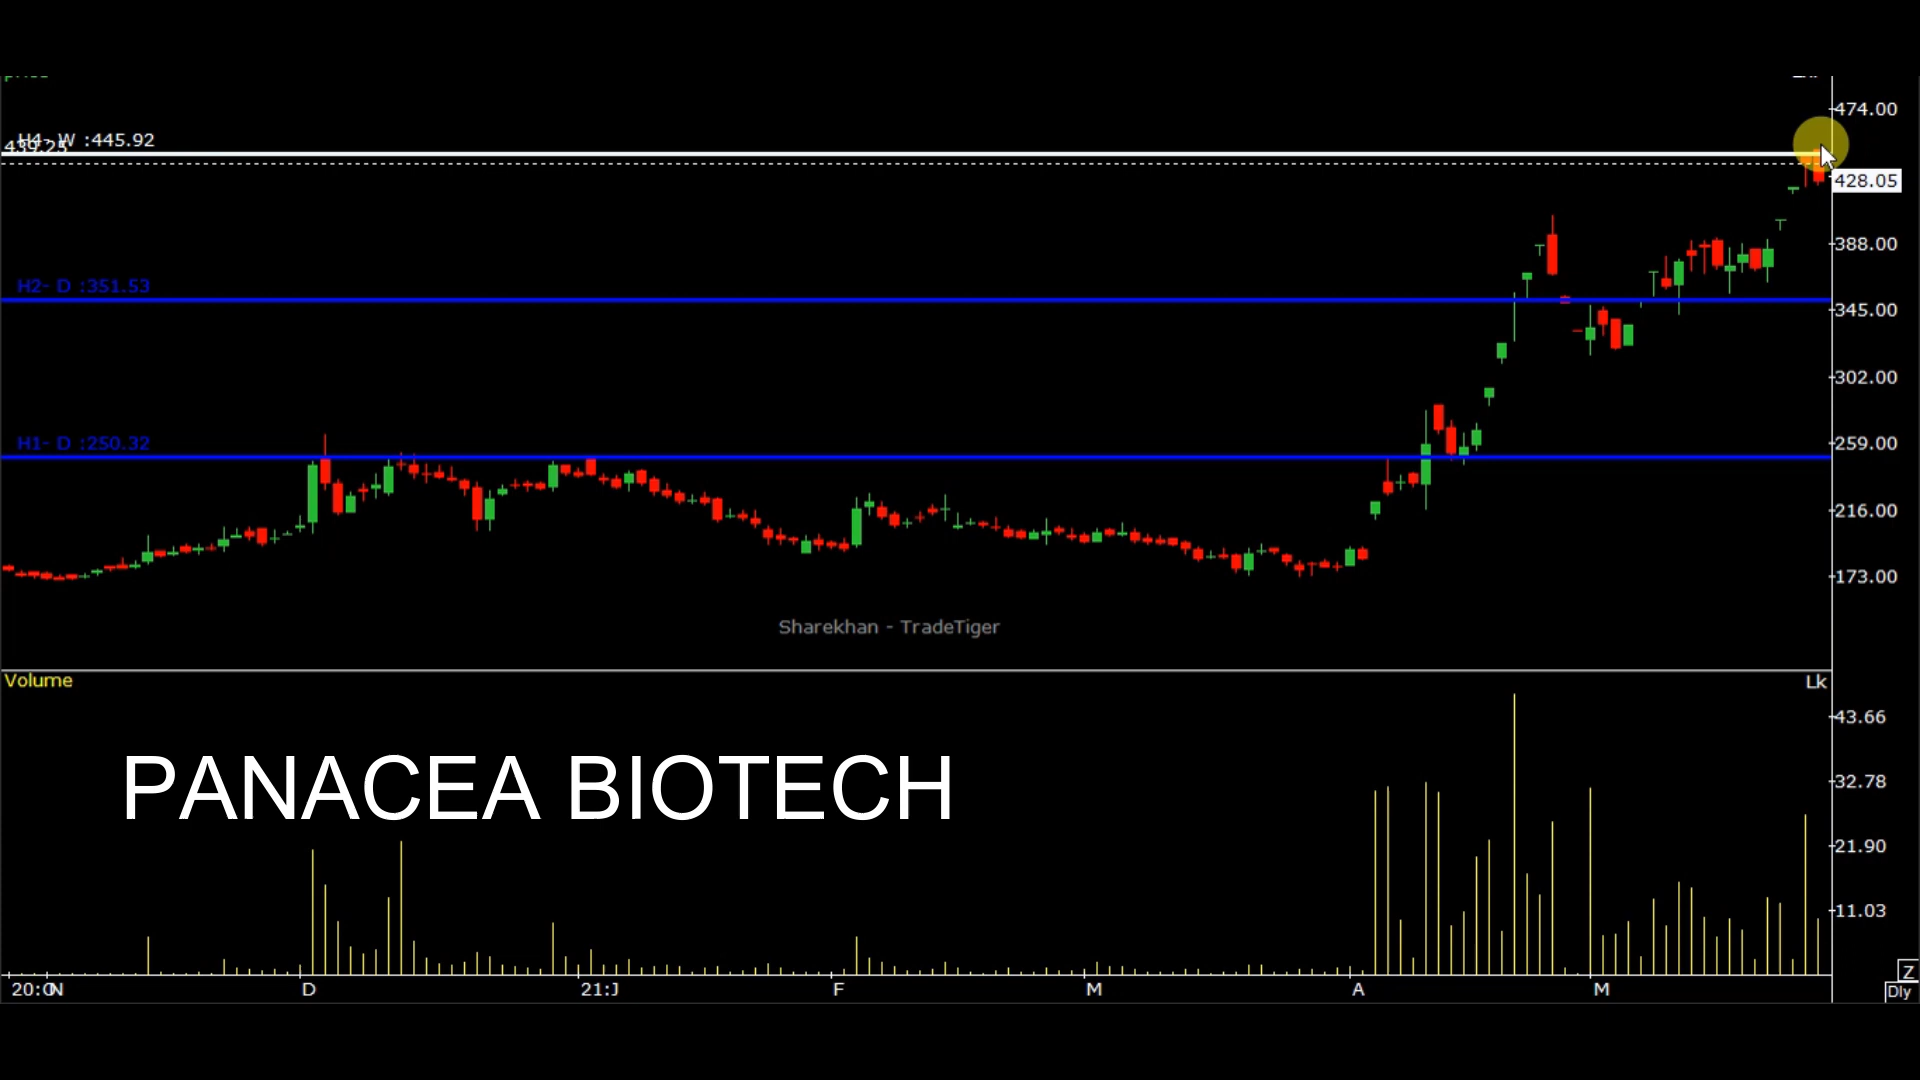 474.00
H4- W :445.92
439.25
428.05
388.00
H2- D :351.53
345.00
302.00
H1- D :250.32
259.00
216.00
173.00
Sharekhan - TradeTiger
Volume
Lk
43.66
PANACEA BIOTECH
32.78
21.90
11.03
Z
20:O N D 21:J F M A M
Dly